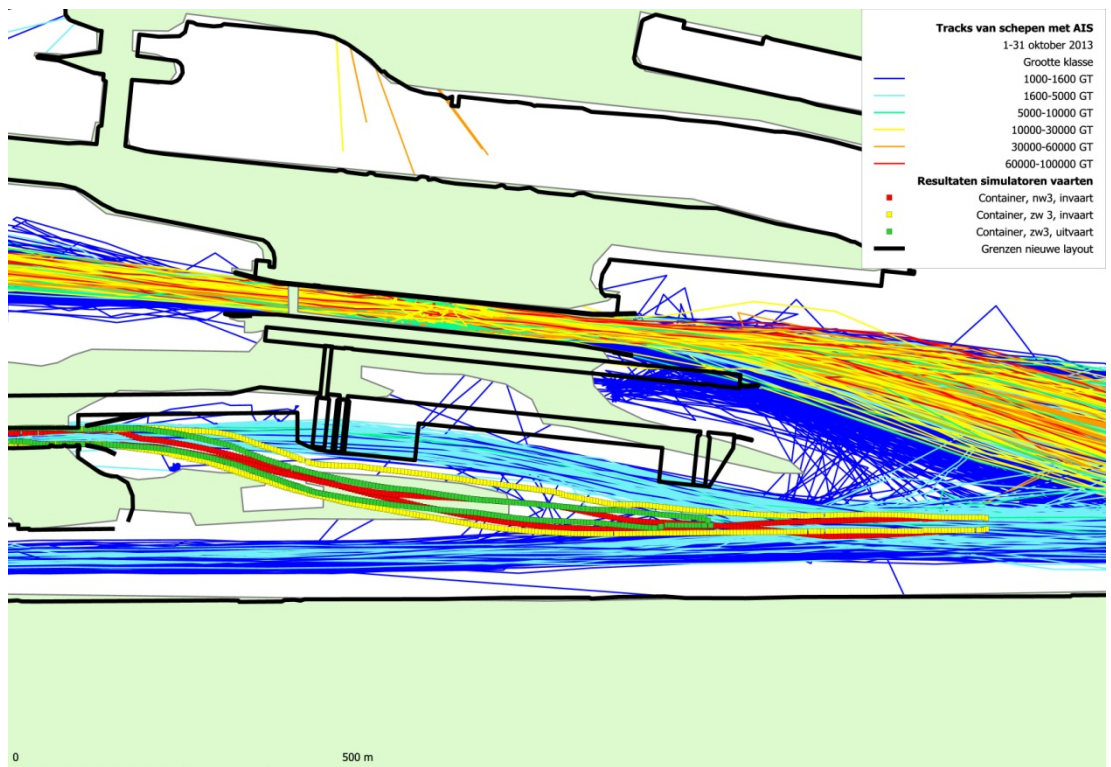 Tracks van schepen met AIS
1-31 oktober 2013
Grootte klasse
1000-1600 GT
1600-5000 GT
5000-10000 GT
10000-30000 GT
30000-60000 GT
60000-100000 GT
Resultaten simulatoren vaarten
Container, nw3, invaart
Container, zw 3, invaart
Container, zw3, uitvaart
Grenzen nieuwe layout
0 500 m